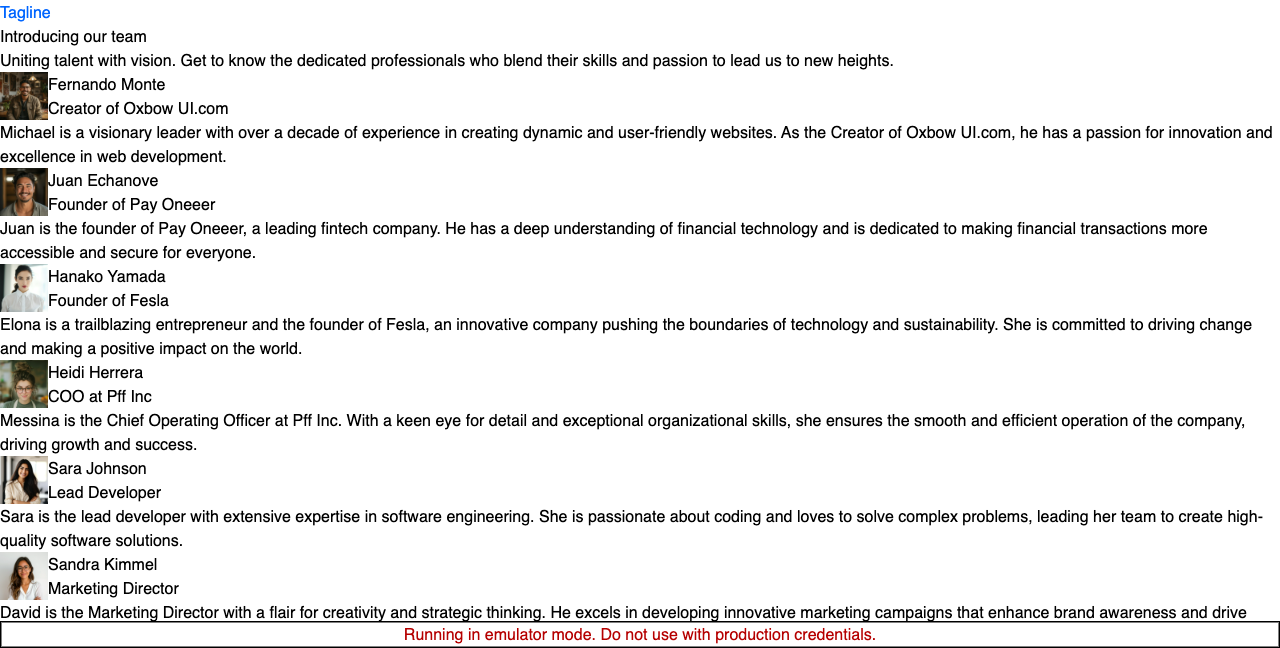 Tagline
Introducing our team
Uniting talent with vision. Get to know the dedicated professionals who blend their skills and passion to lead us to new heights.
Fernando Monte
Creator of Oxbow UI.com
Michael is a visionary leader with over a decade of experience in creating dynamic and user-friendly websites. As the Creator of Oxbow UI.com, he has a passion for innovation and
excellence in web development.
Juan Echanove
Founder of Pay Oneeer
Juan is the founder of Pay Oneeer, a leading fintech company. He has a deep understanding of financial technology and is dedicated to making financial transactions more
accessible and secure for everyone.
Hanako Yamada
Founder of Fesla
Elona is a trailblazing entrepreneur and the founder of Fesla, an innovative company pushing the boundaries of technology and sustainability. She is committed to driving change
and making a positive impact on the world.
Heidi Herrera
COO at Pff Inc
Messina is the Chief Operating Officer at Pff Inc. With a keen eye for detail and exceptional organizational skills, she ensures the smooth and efficient operation of the company,
driving growth and success.
Sara Johnson
Lead Developer
Sara is the lead developer with extensive expertise in software engineering. She is passionate about coding and loves to solve complex problems, leading her team to create high-
quality software solutions.
Sandra Kimmel
Marketing Director
David is the Marketing Director with a flair for creativity and strategic thinking. He excels in developing innovative marketing campaigns that enhance brand awareness and drive
Running in emulator mode. Do not use with production credentials.